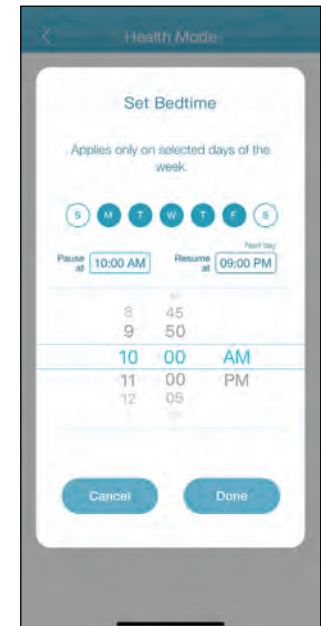 Health Mode
Set Bedtime
Applies only on selected days of the
week.
S M T W T F S
Next day
Pause at 10:00 AM Resume at 09:00 PM
8 45
9 50
10 00 AM
11 00 PM
12 05
Cancel Done